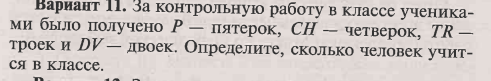 Вариант 11. За контрольную работу в классе ученика-
ми было получено P — пятерок, CH — четверок, TR —
троек и DV — двоек. Определите, сколько человек учит-
ся в классе.